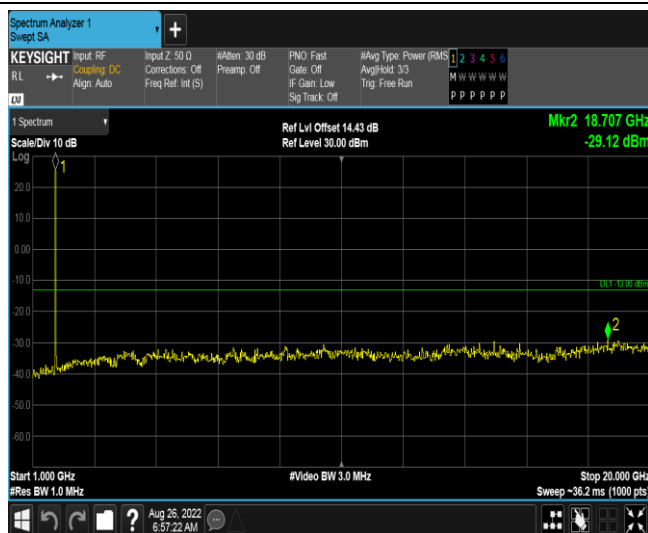 Spectrum Analyzer 1
Swept SA
+
KEYSIGHT
RL
Input: RF
Coupling: DC
Align: Auto
Input Z: 50 Ω
Corrections: Off
Freq Ref: Int (S)
#Atten: 30 dB
Preamp: Off
PNO: Fast
Gate: Off
IF Gain: Low
Sig Track: Off
#Avg Type: Power (RMS
Avg|Hold: 3/3
Trig: Free Run
1 2 3 4 5 6
M W W W W W
P P P P P P
1 Spectrum
Scale/Div 10 dB
Ref Lvl Offset 14.43 dB
Ref Level 30.00 dBm
Mkr2 18.707 GHz
-29.12 dBm
Log
1
20.0
10.0
0.00
-10.0
DL1 -13.00 dBm
-20.0
2
-30.0
-40.0
-50.0
-60.0
Start 1.000 GHz
#Video BW 3.0 MHz
Stop 20.000 GHz
#Res BW 1.0 MHz
Sweep ~36.2 ms (1000 pts)
?
Aug 26, 2022
6:57:22 AM